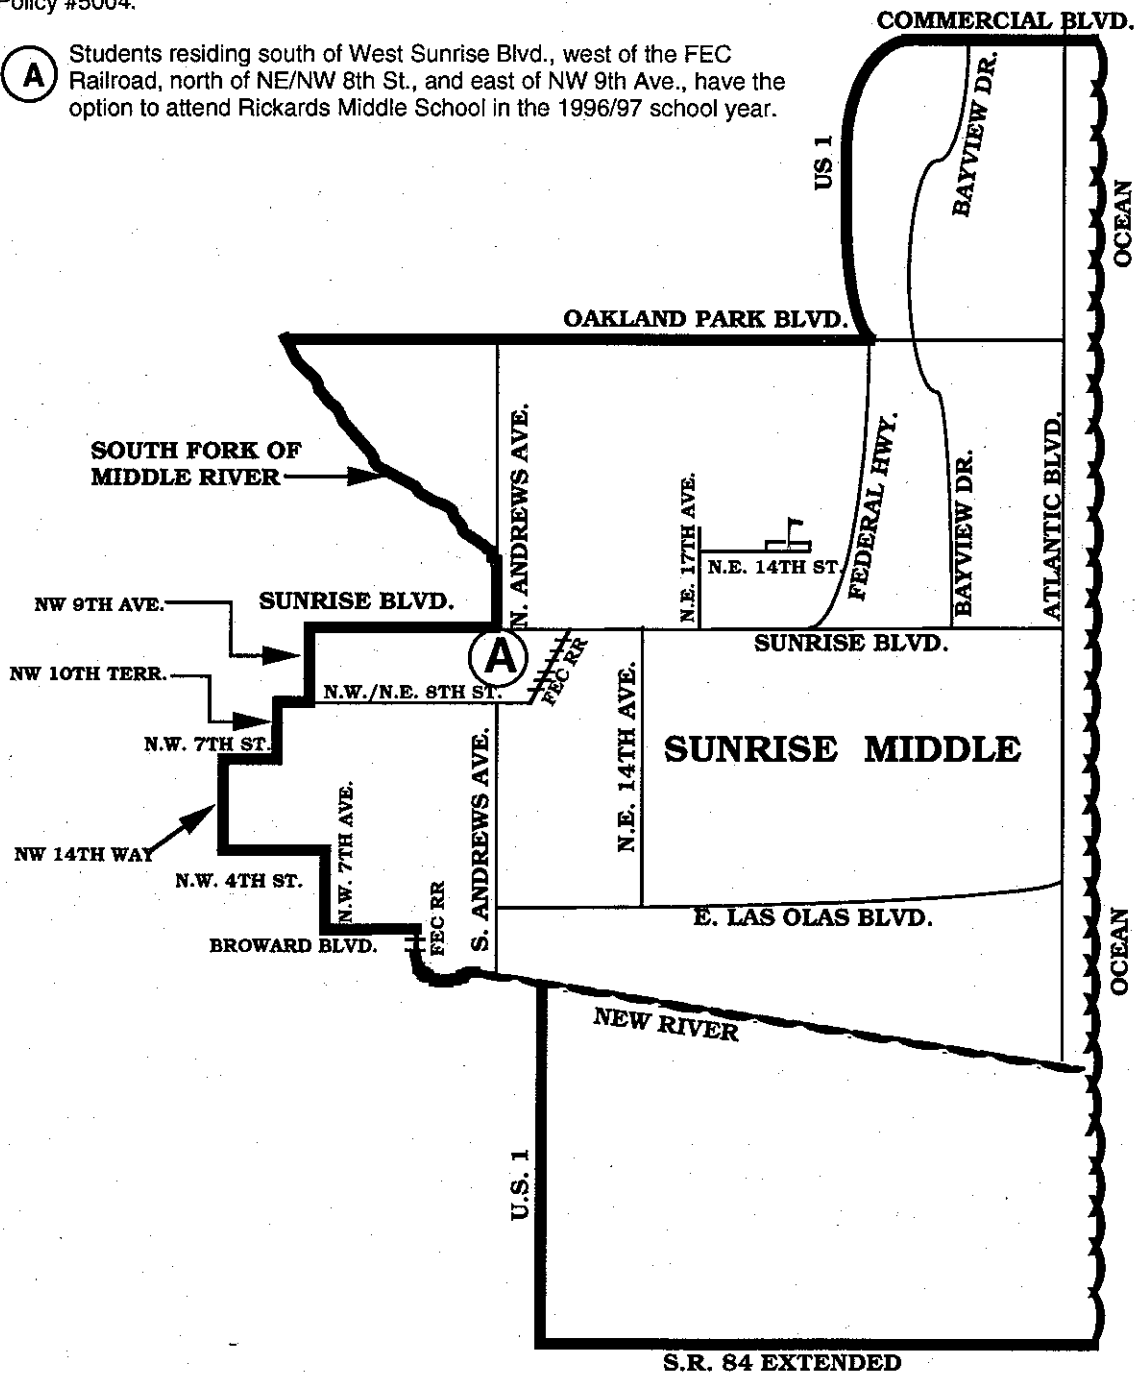 Policy #5004.
COMMERCIAL BLVD.
A
Students residing south of West Sunrise Blvd., west of the FEC
Railroad, north of NE/NW 8th St., and east of NW 9th Ave., have the
option to attend Rickards Middle School in the 1996/97 school year.
BAYVIEW DR.
US 1
OCEAN
OAKLAND PARK BLVD.
SOUTH FORK OF
MIDDLE RIVER
N. ANDREWS AVE.
FEDERAL HWY.
ATLANTIC BLVD.
BAYVIEW DR.
N.E. 17TH AVE.
N.E. 14TH ST.
NW 9TH AVE.
SUNRISE BLVD.
SUNRISE BLVD.
A
FEC RR
NW 10TH TERR.
N.W./N.E. 8TH ST.
N.E. 14TH AVE.
SUNRISE MIDDLE
N.W. 7TH ST.
S. ANDREWS AVE.
N.W. 7TH AVE.
NW 14TH WAY
N.W. 4TH ST.
FEC RR
E. LAS OLAS BLVD.
BROWARD BLVD.
OCEAN
NEW RIVER
U.S. 1
S.R. 84 EXTENDED